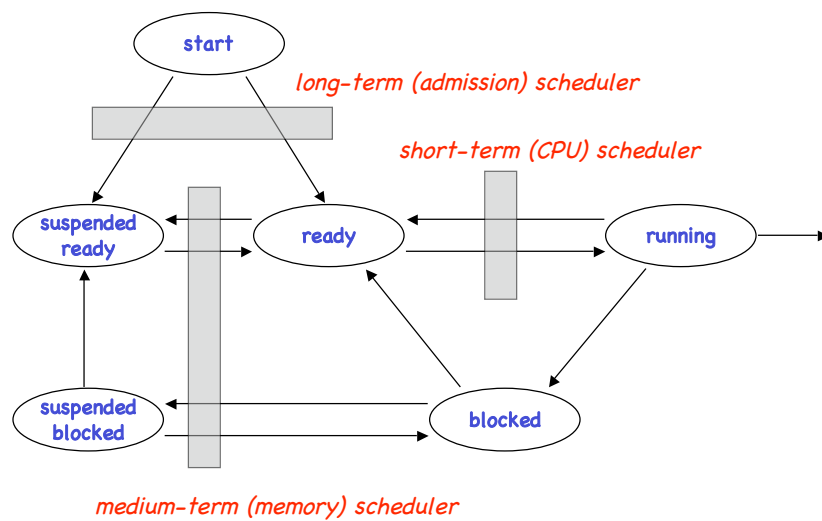 start
long-term (admission) scheduler
short-term (CPU) scheduler
suspended
ready
ready
running
suspended
blocked
blocked
medium-term (memory) scheduler